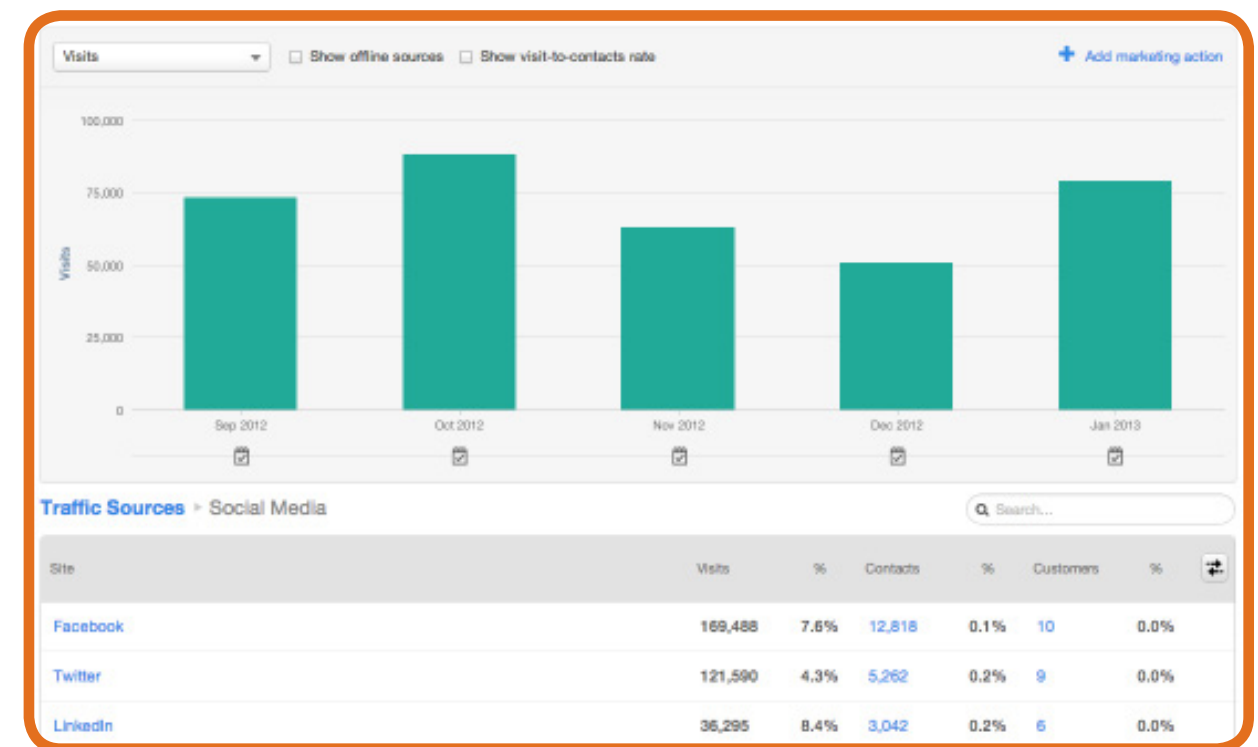 Visits Show offline sources Show visit-to-contacts rate Add marketing action
100,000
75,000
50,000
25,000
0
Visits
Sep 2012 Oct 2012 Nov 2012 Dec 2012 Jan 2013
Traffic Sources Social Media Search...
Site Visits % Contacts % Customers %
Facebook 169,488 7.6% 12,818 0.1% 10 0.0%
Twitter 121,590 4.3% 5,262 0.2% 9 0.0%
LinkedIn 36,295 8.4% 3,042 0.2% 6 0.0%